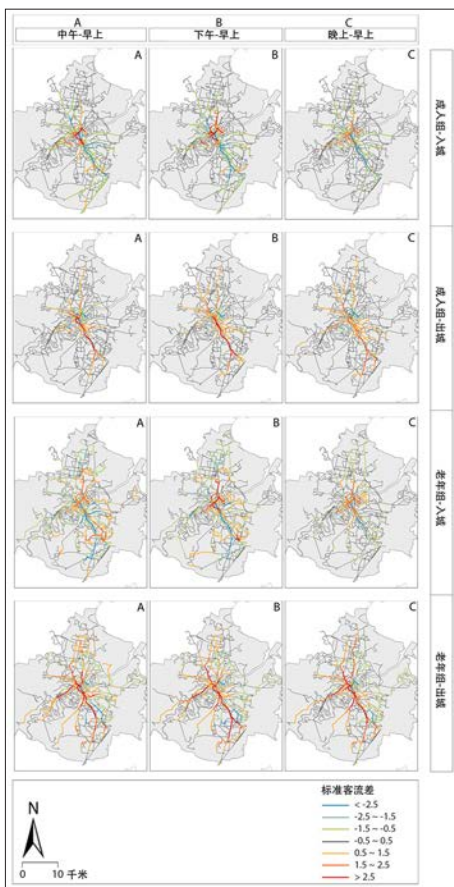 A B C
中午-早上 下午-早上 晚上-早上
A B C
成人组-入城
A B C
成人组-出城
A B C
老年组-入城
A B C
老年组-出城
N
0 10 千米
标准客流差
< -2.5
-2.5 ~ -1.5
-1.5 ~ -0.5
-0.5 ~ 0.5
0.5 ~ 1.5
1.5 ~ 2.5
> 2.5